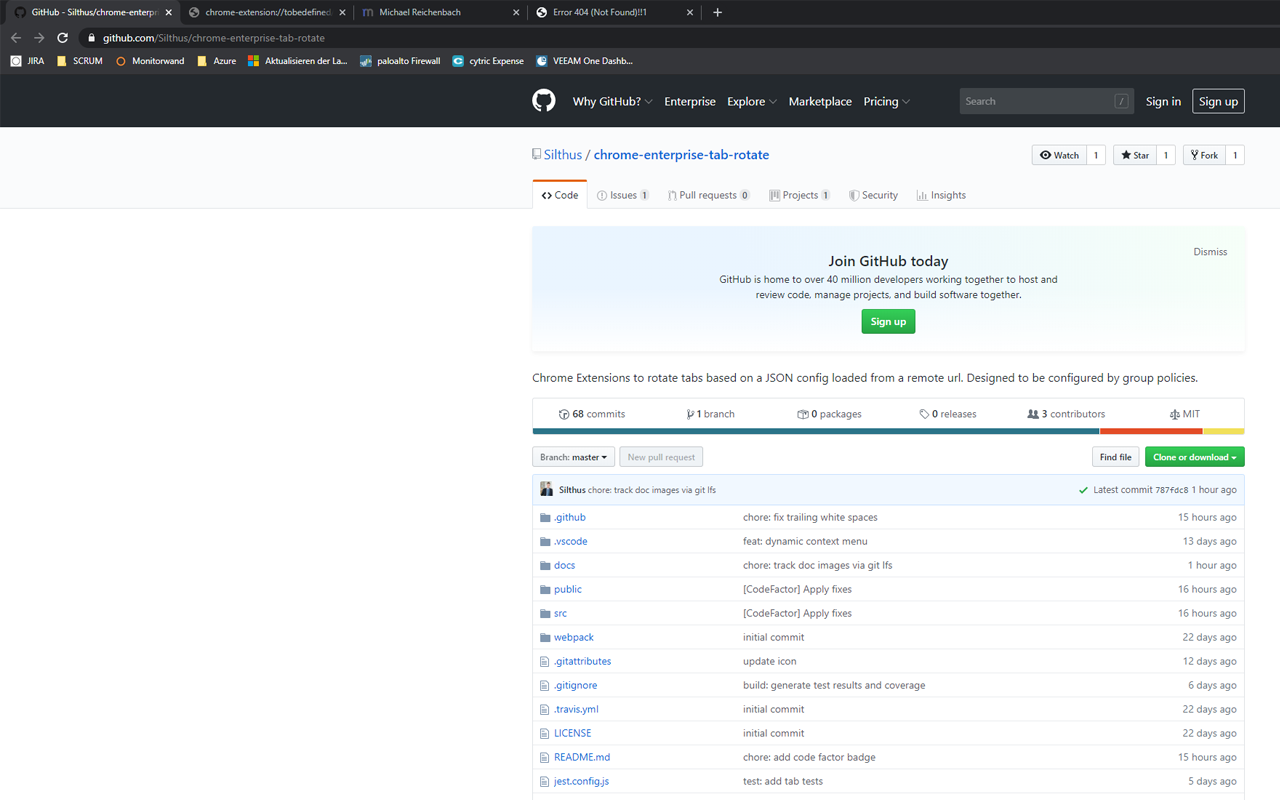 GitHub - Silthus/chrome-enterpri
chrome-extension://tobedefined
Michael Reichenbach
Error 404 (Not Found)!!1
github.com/Silthus/chrome-enterprise-tab-rotate
JIRA SCRUM Monitorwand Azure Aktualisieren der La... paloalto Firewall cytric Expense VEEAM One Dashb...
Why GitHub? Enterprise Explore Marketplace Pricing Search / Sign in Sign up
Silthus / chrome-enterprise-tab-rotate Watch 1 Star 1 Fork 1
Code Issues 1 Pull requests 0 Projects 1 Security Insights
Dismiss
Join GitHub today
GitHub is home to over 40 million developers working together to host and
review code, manage projects, and build software together.
Sign up
Chrome Extensions to rotate tabs based on a JSON config loaded from a remote url. Designed to be configured by group policies.
68 commits 1 branch 0 packages 0 releases 3 contributors MIT
Branch: master New pull request Find file Clone or download
Silthus chore: track doc images via git lfs Latest commit 787fdc8 1 hour ago
.github chore: fix trailing white spaces 15 hours ago
.vscode feat: dynamic context menu 13 days ago
docs chore: track doc images via git lfs 1 hour ago
public [CodeFactor] Apply fixes 16 hours ago
src [CodeFactor] Apply fixes 16 hours ago
webpack initial commit 22 days ago
.gitattributes update icon 12 days ago
.gitignore build: generate test results and coverage 6 days ago
.travis.yml initial commit 22 days ago
LICENSE initial commit 22 days ago
README.md chore: add code factor badge 15 hours ago
jest.config.js test: add tab tests 5 days ago